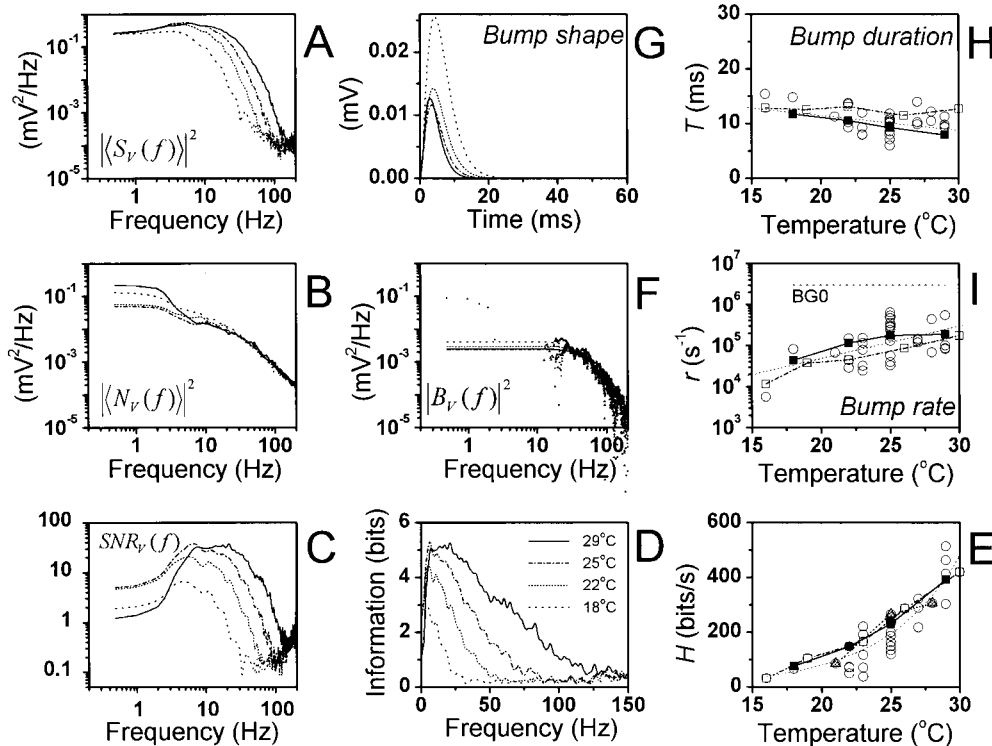 A
10⁻¹
10⁻³
10⁻⁵
(mV²/Hz)
|⟨S_V(f)⟩|²
1
10
100
Frequency (Hz)
Bump shape
G
0.02
0.01
0.00
(mV)
0
20
40
60
Time (ms)
Bump duration
H
30
20
10
0
T (ms)
15
20
25
30
Temperature (°C)
B
10⁻¹
10⁻³
10⁻⁵
(mV²/Hz)
|⟨N_V(f)⟩|²
1
10
100
Frequency (Hz)
F
10⁻¹
10⁻³
10⁻⁵
(mV²/Hz)
|B_V(f)|²
1
10
100
Frequency (Hz)
I
10⁷
10⁶
10⁵
10⁴
10³
r (s⁻¹)
BG0
Bump rate
15
20
25
30
Temperature (°C)
C
SNR_V(f)
100
10
1
0.1
1
10
100
Frequency (Hz)
D
6
4
2
0
Information (bits)
29°C
25°C
22°C
18°C
0
50
100
150
Frequency (Hz)
E
600
400
200
0
H (bits/s)
15
20
25
30
Temperature (°C)